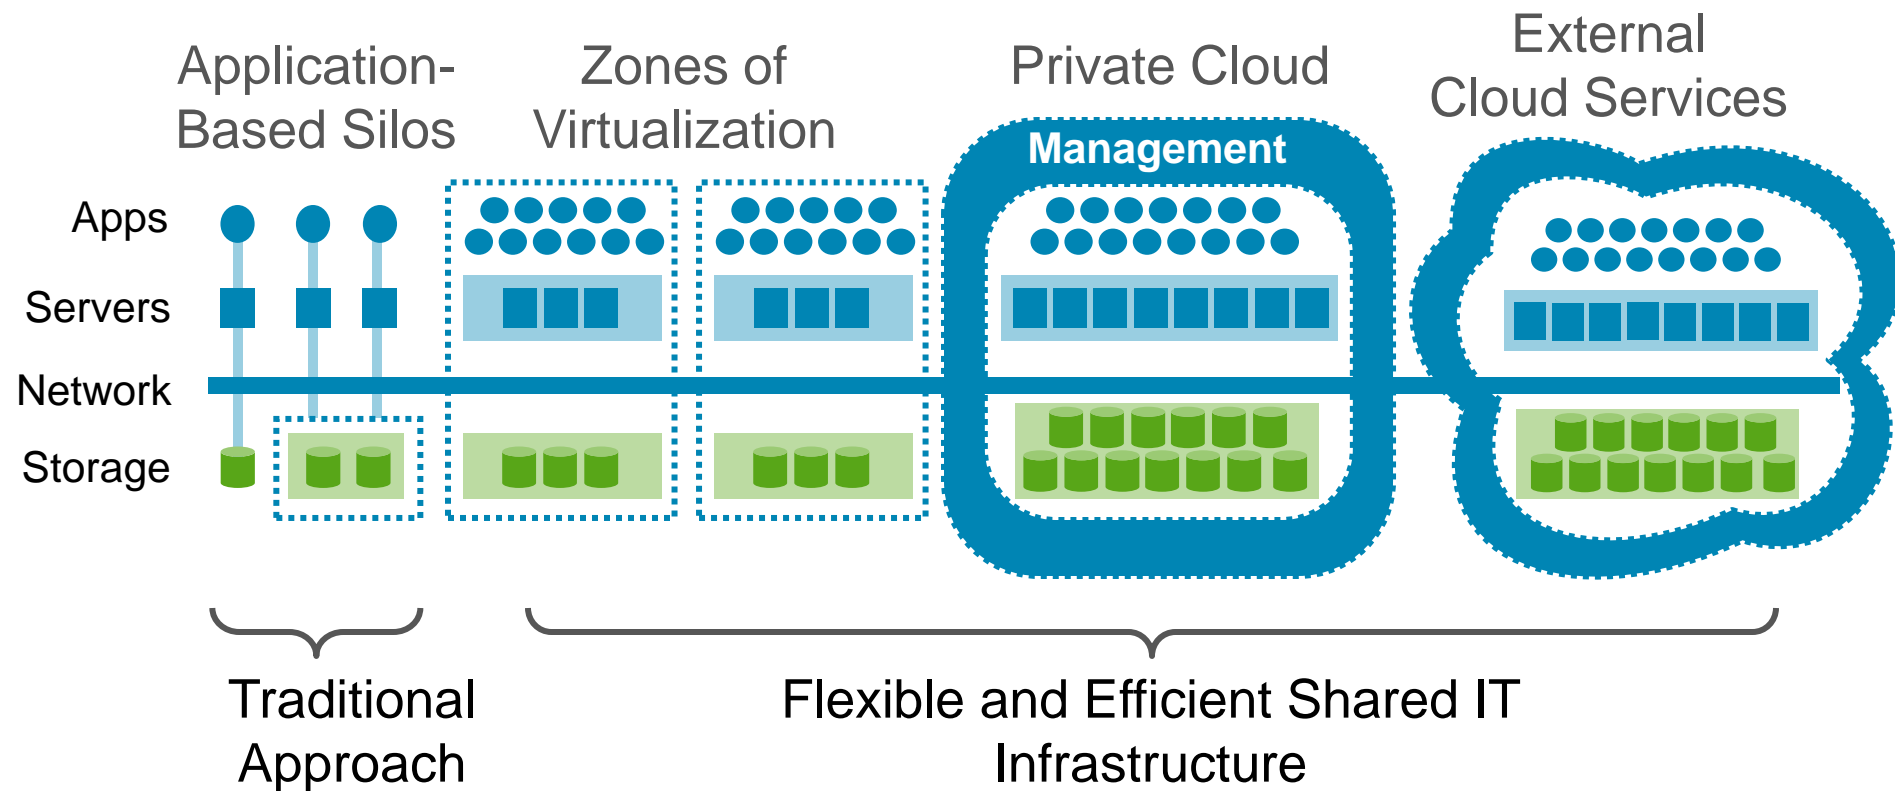 Application-
Based Silos
Zones of
Virtualization
Private Cloud
External
Cloud Services
Management
Apps
Servers
Network
Storage
Traditional
Approach
Flexible and Efficient Shared IT
Infrastructure